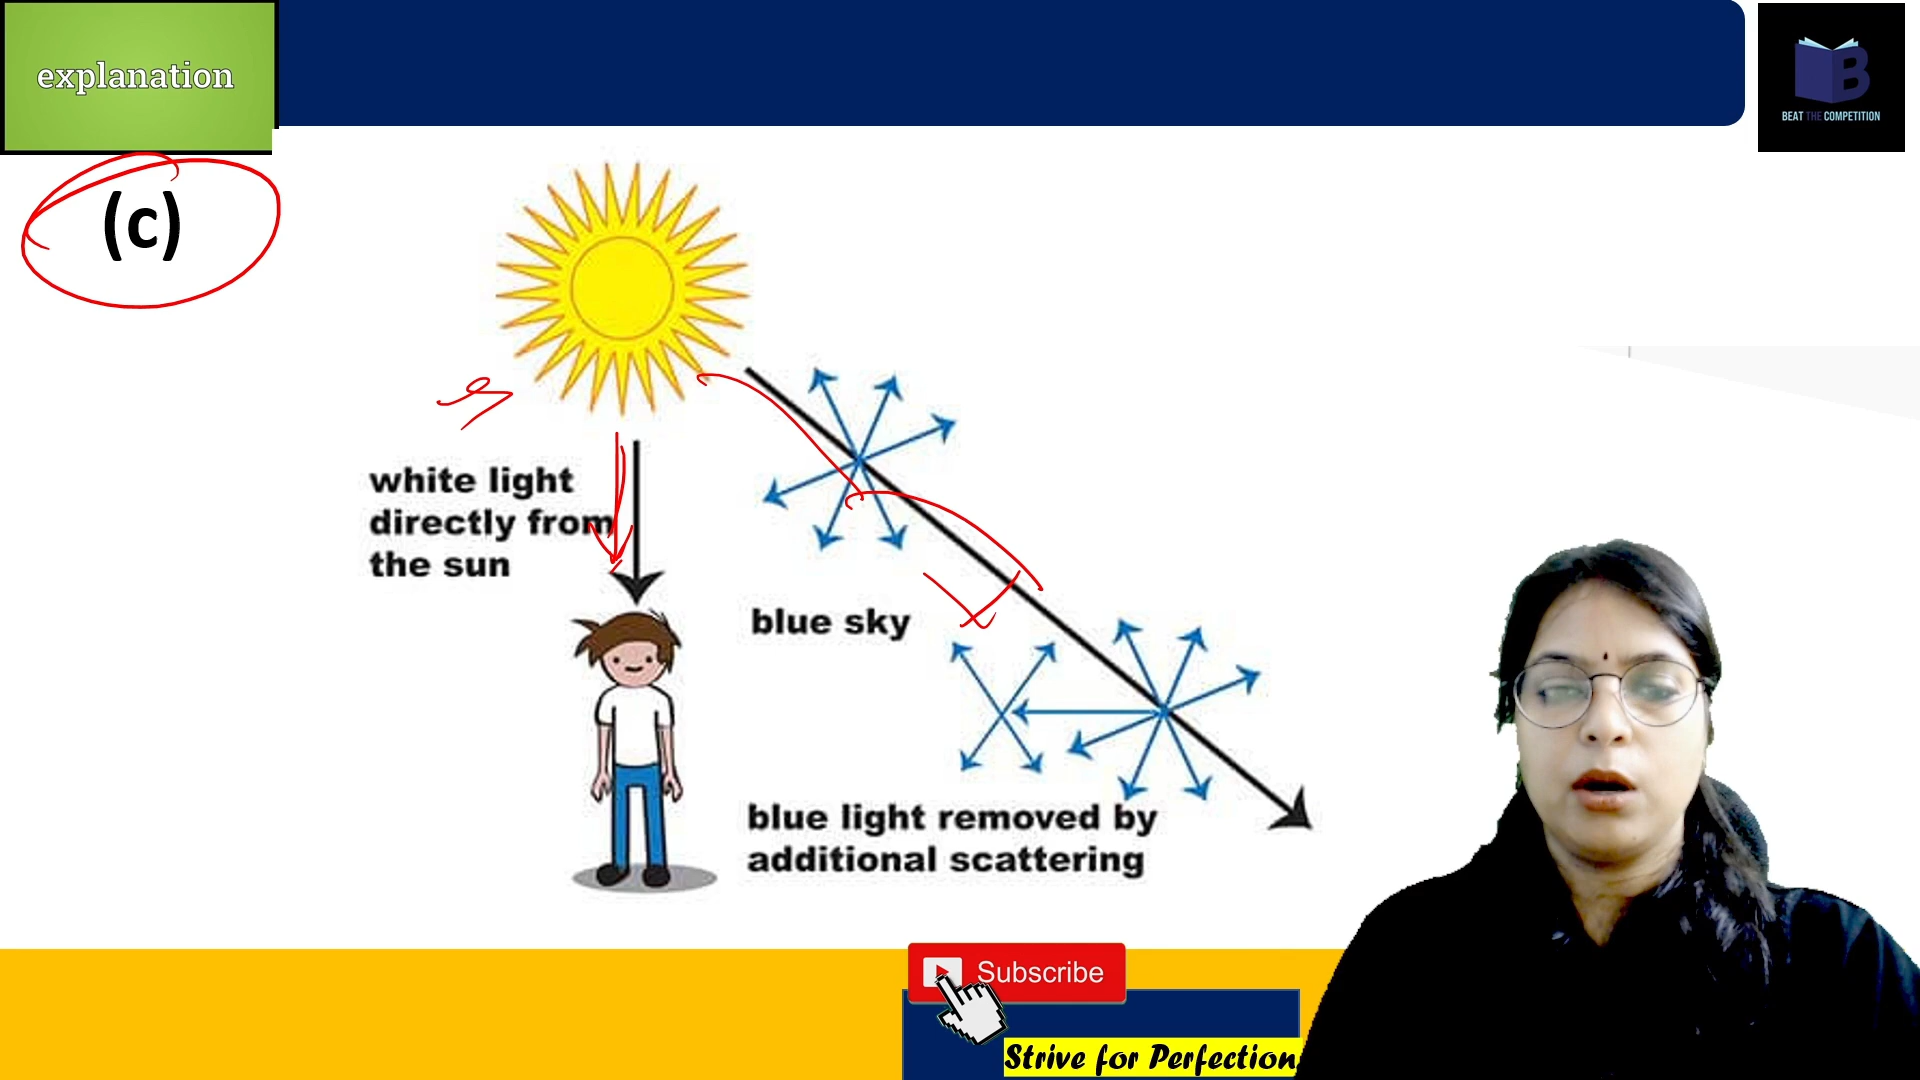 explanation
B
BEAT THE COMPETITION
(c)
white light
directly from
the sun
blue sky
blue light removed by
additional scattering
Subscribe
Strive for Perfection